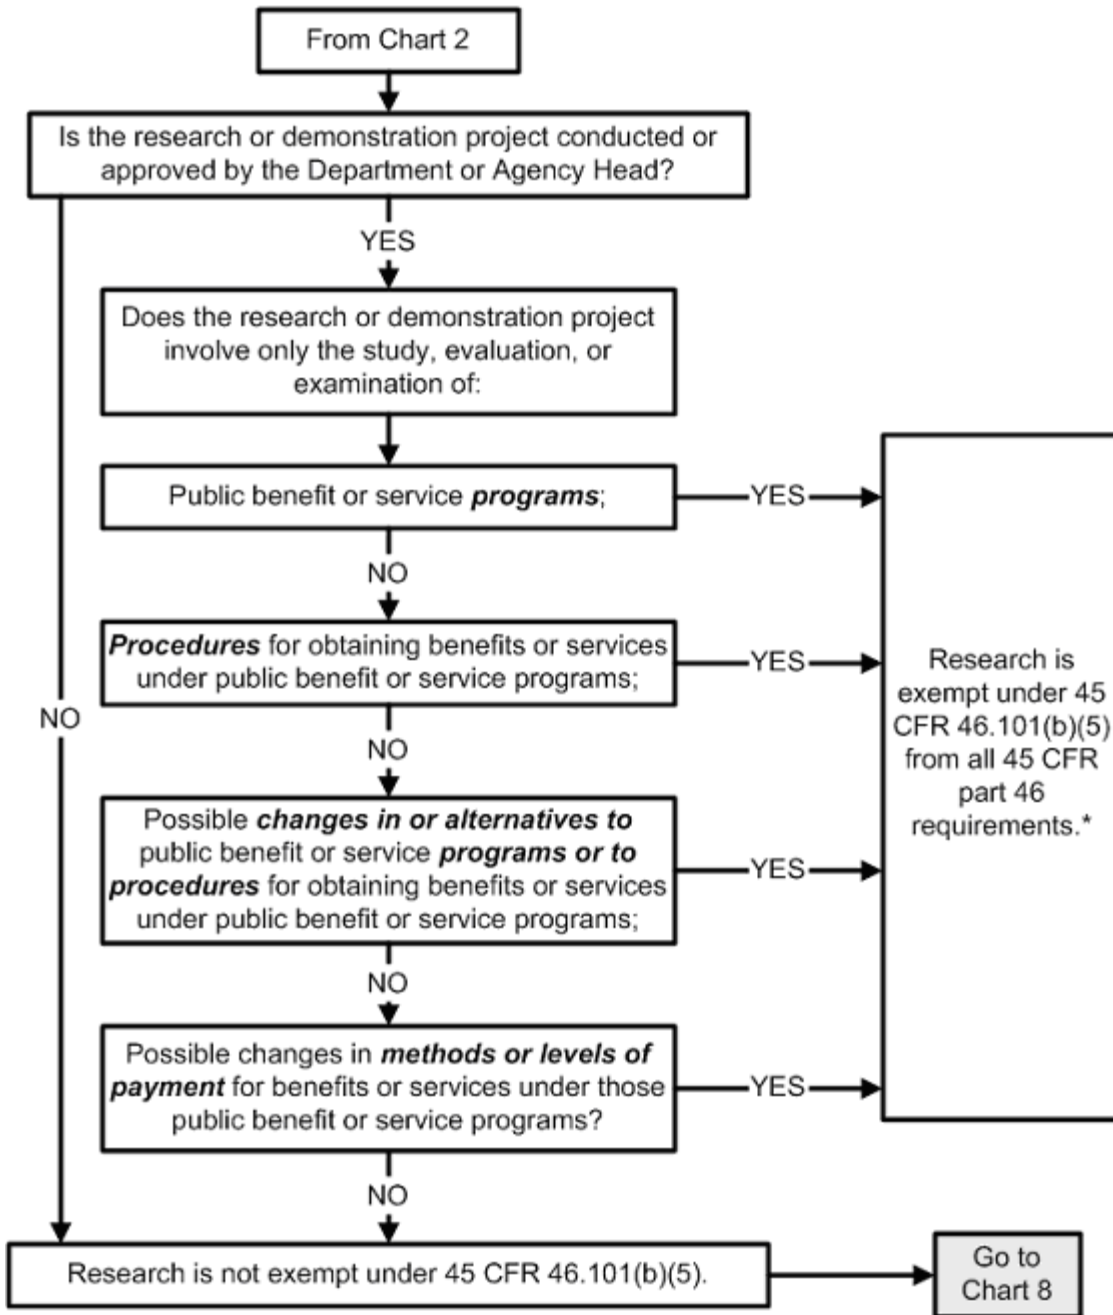 From Chart 2
Is the research or demonstration project conducted or
approved by the Department or Agency Head?
YES
Does the research or demonstration project
involve only the study, evaluation, or
examination of:
Public benefit or service programs;
YES
NO
Procedures for obtaining benefits or services
under public benefit or service programs;
YES
NO
NO
Possible changes in or alternatives to
public benefit or service programs or to
procedures for obtaining benefits or services
under public benefit or service programs;
YES
NO
Possible changes in methods or levels of
payment for benefits or services under those
public benefit or service programs?
YES
NO
Research is
exempt under 45
CFR 46.101(b)(5)
from all 45 CFR
part 46
requirements.*
Research is not exempt under 45 CFR 46.101(b)(5).
Go to
Chart 8